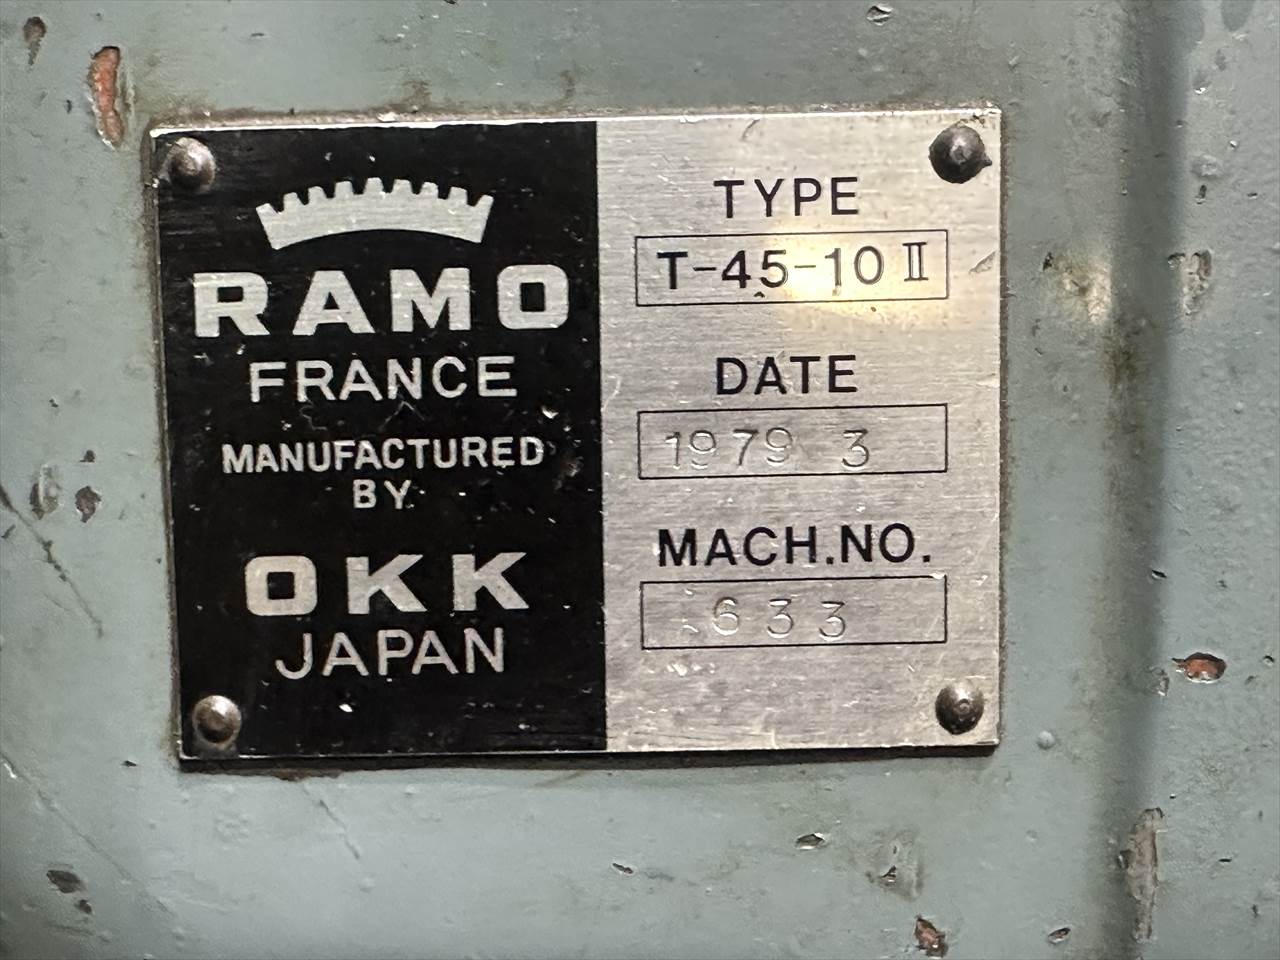 RAMO
FRANCE
MANUFACTURED
BY
OKK
JAPAN
TYPE
T-45-10 II
DATE
1979 3
MACH.NO.
633